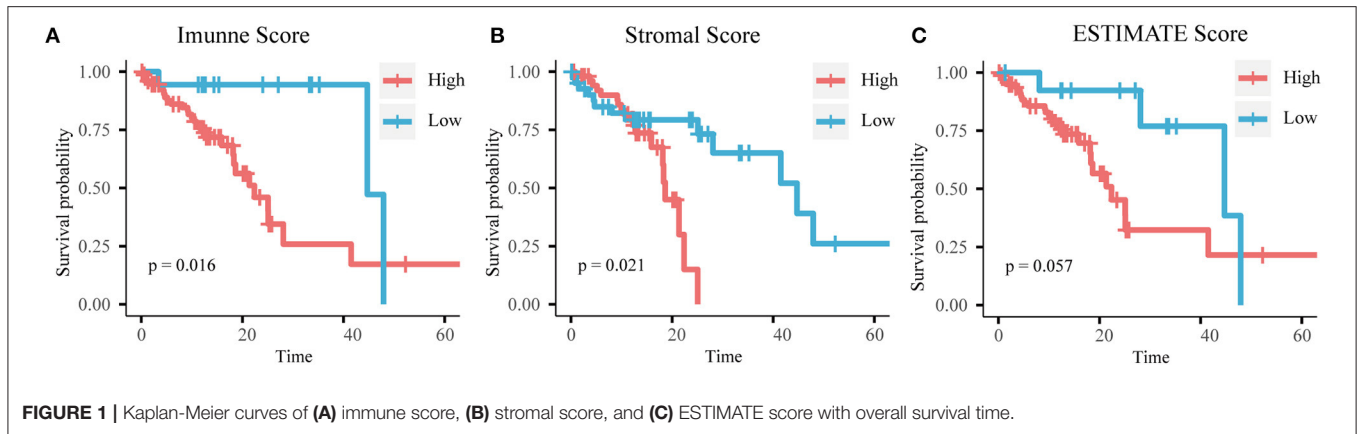 A Imunne Score
1.00
0.75
0.50
0.25
0.00
Survival probability
High
Low
p = 0.016
0 20 40 60
Time
B Stromal Score
1.00
0.75
0.50
0.25
0.00
Survival probability
High
Low
p = 0.021
0 20 40 60
Time
C ESTIMATE Score
1.00
0.75
0.50
0.25
0.00
Survival probability
High
Low
p = 0.057
0 20 40 60
Time
FIGURE 1 | Kaplan-Meier curves of (A) immune score, (B) stromal score, and (C) ESTIMATE score with overall survival time.